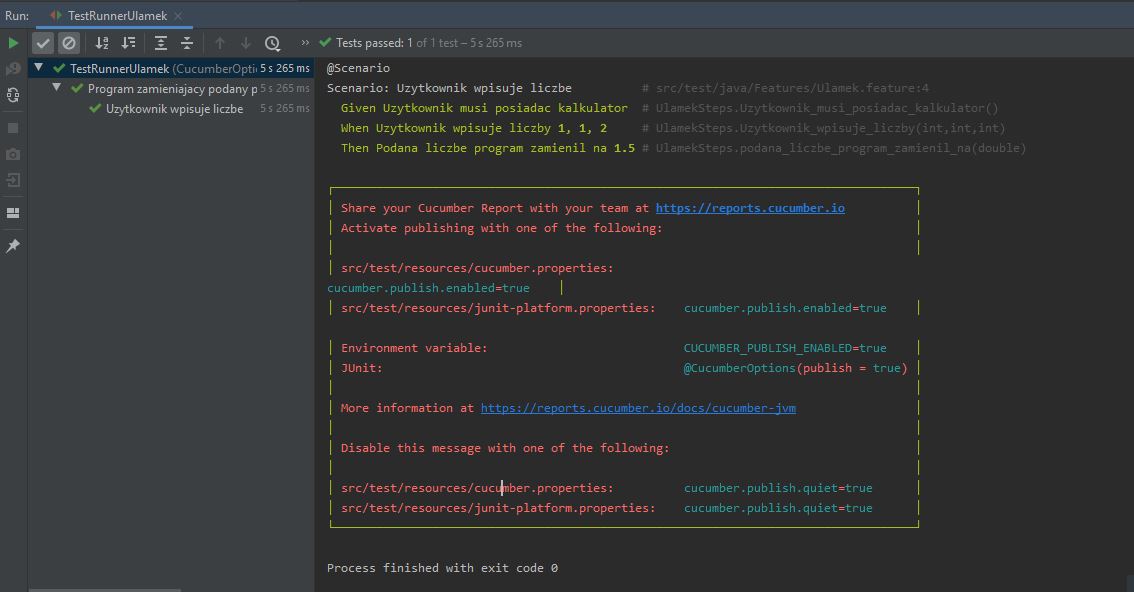 Run: TestRunnerUlamek
Tests passed: 1 of 1 test – 5 s 265 ms
TestRunnerUlamek (CucumberOpti 5 s 265 ms
Program zamieniajacy podany p 5 s 265 ms
Uzytkownik wpisuje liczbe 5 s 265 ms
@Scenario
Scenario: Uzytkownik wpisuje liczbe # src/test/java/Features/Ulamek.feature:4
Given Uzytkownik musi posiadac kalkulator # UlamekSteps.Uzytkownik_musi_posiadac_kalkulator()
When Uzytkownik wpisuje liczby 1, 1, 2 # UlamekSteps.Uzytkownik_wpisuje_liczby(int,int,int)
Then Podana liczbe program zamienil na 1.5 # UlamekSteps.podana_liczbe_program_zamienil_na(double)
Share your Cucumber Report with your team at https://reports.cucumber.io
Activate publishing with one of the following:
src/test/resources/cucumber.properties:
cucumber.publish.enabled=true
src/test/resources/junit-platform.properties: cucumber.publish.enabled=true
Environment variable: CUCUMBER_PUBLISH_ENABLED=true
JUnit: @CucumberOptions(publish = true)
More information at https://reports.cucumber.io/docs/cucumber-jvm
Disable this message with one of the following:
src/test/resources/cucumber.properties: cucumber.publish.quiet=true
src/test/resources/junit-platform.properties: cucumber.publish.quiet=true
Process finished with exit code 0